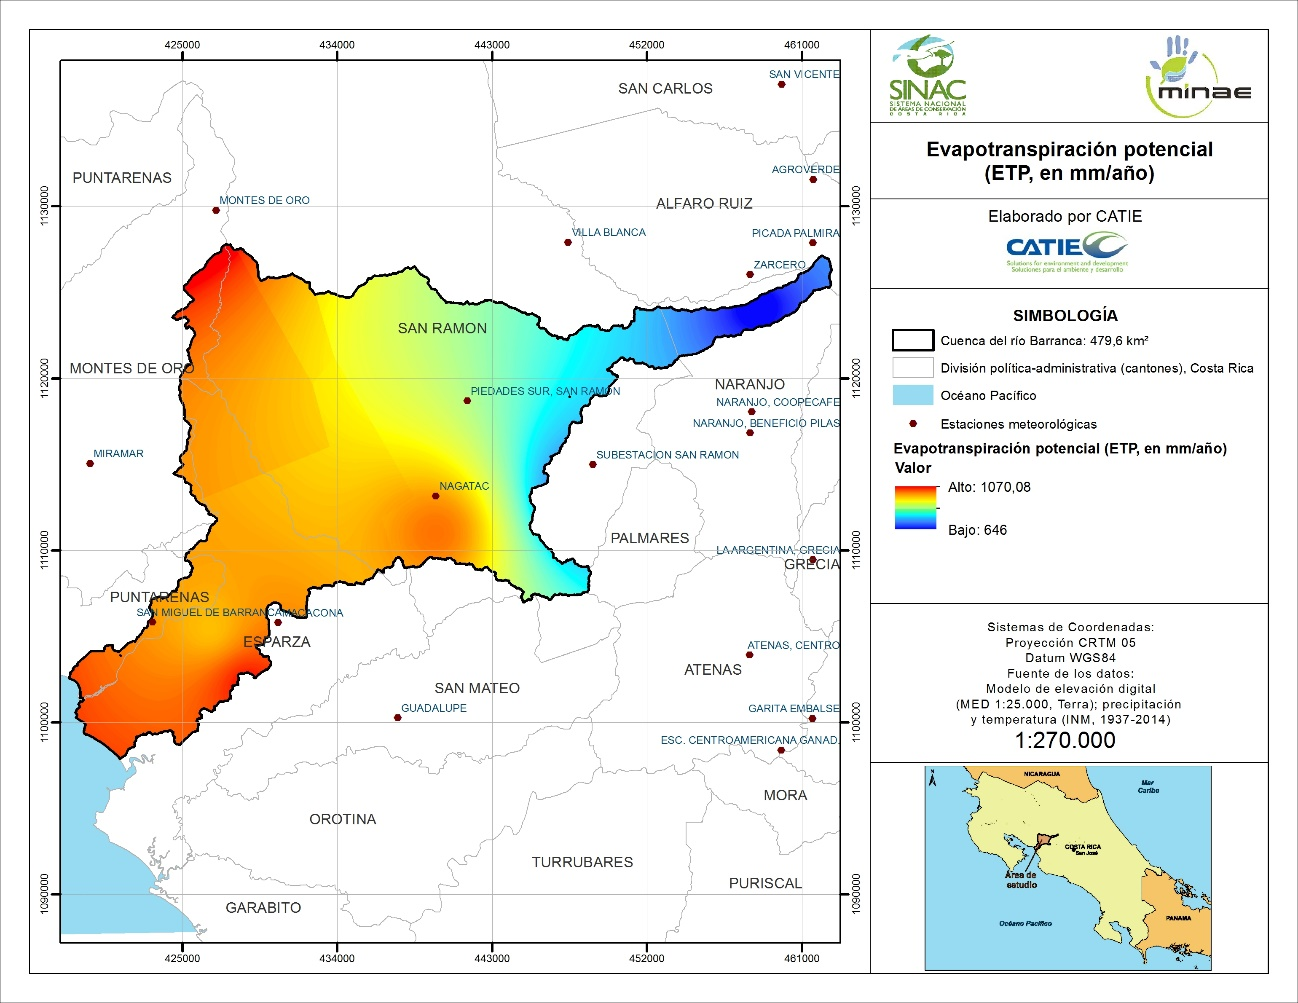 425000
434000
443000
452000
461000
1130000
1120000
1110000
1100000
1090000
1130000
1120000
1110000
1100000
1090000
425000
434000
443000
452000
461000
SAN CARLOS
SAN VICENTE
AGROVERDE
PUNTARENAS
MONTES DE ORO
ALFARO RUIZ
VILLA BLANCA
PICADA PALMIRA
ZARCERO
SAN RAMON
MONTES DE ORO
PIEDADES SUR, SAN RAMON
NARANJO
NARANJO, COOPECAFE
NARANJO, BENEFICIO PILAS
MIRAMAR
SUBESTACION SAN RAMON
NAGATAC
PALMARES
LA ARGENTINA, GRECIA
GRECIA
PUNTARENAS
SAN MIGUEL DE BARRANCA
MACACONA
ESPARZA
ATENAS, CENTRO
ATENAS
SAN MATEO
GUADALUPE
GARITA EMBALSE
ESC. CENTROAMERICANA GANAD.
MORA
OROTINA
TURRUBARES
PURISCAL
GARABITO
SINAC
SISTEMA NACIONAL
DE ÁREAS DE CONSERVACIÓN
COSTA RICA
minae
Evapotranspiración potencial
(ETP, en mm/año)
Elaborado por CATIE
CATIE
Solutions for environment and development
Soluciones para el ambiente y desarrollo
SIMBOLOGÍA
Cuenca del río Barranca: 479,6 km²
División política-administrativa (cantones), Costa Rica
Océano Pacífico
Estaciones meteorológicas
Evapotranspiración potencial (ETP, en mm/año)
Valor
Alto: 1070,08
Bajo: 646
Sistemas de Coordenadas:
Proyección CRTM 05
Datum WGS84
Fuente de los datos:
Modelo de elevación digital
(MED 1:25.000, Terra); precipitación
y temperatura (INM, 1937-2014)
1:270.000
N
NICARAGUA
Mar
Caribe
COSTA RICA
San José
Área de
estudio
Océano Pacífico
PANAMA